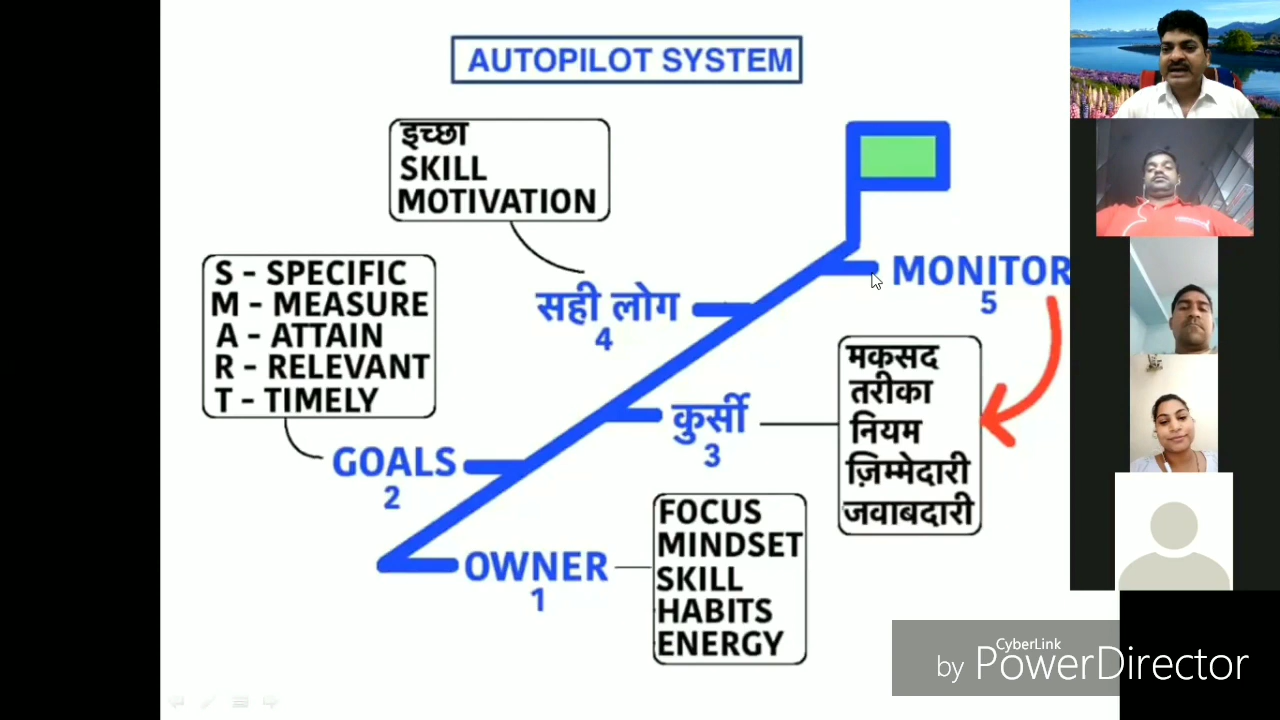 AUTOPILOT SYSTEM
इच्छा
SKILL
MOTIVATION
S - SPECIFIC
M - MEASURE
A - ATTAIN
R - RELEVANT
T - TIMELY
MONITOR
5
सही लोग
4
मकसद
तरीका
नियम
ज़िम्मेदारी
जवाबदारी
कुर्सी
3
GOALS
2
FOCUS
MINDSET
SKILL
HABITS
ENERGY
OWNER
1
CyberLink
by PowerDirector